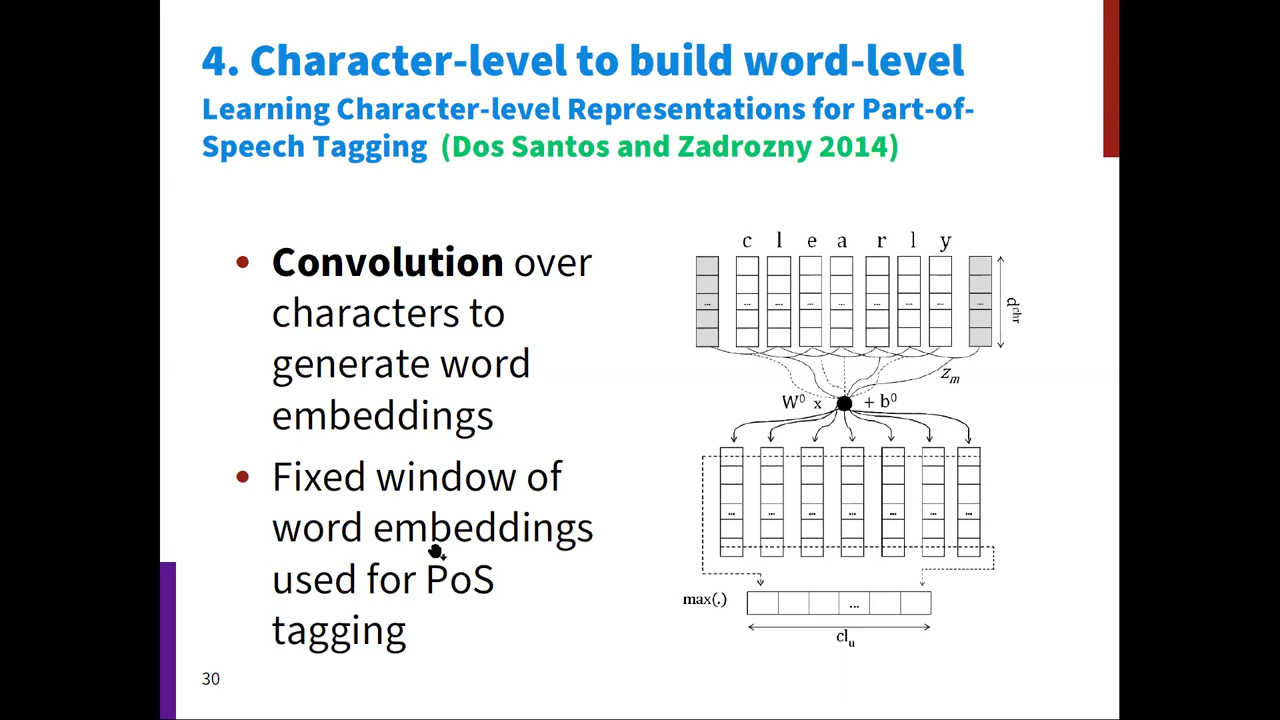 4. Character-level to build word-level
Learning Character-level Representations for Part-of-
Speech Tagging (Dos Santos and Zadrozny 2014)
• Convolution over
characters to
generate word
embeddings
• Fixed window of
word embeddings
used for PoS
tagging
c l e a r l y
... ... ... ... ... ... ... ... ...
d^chr
z_m
W⁰ x + b⁰
... ... ... ... ... ... ...
max(.)
...
cl_u
30